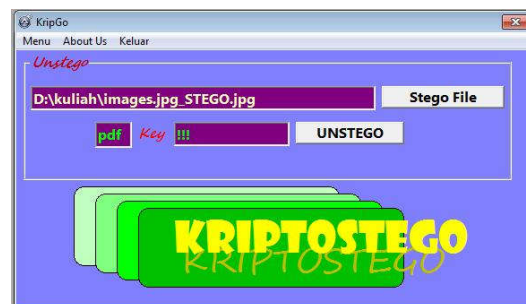 KripGo
Menu About Us Keluar
Unstego
D:\kuliah\images.jpg_STEGO.jpg Stego File
pdf Key !!! UNSTEGO
KRIPTOSTEGO
KRIPTOSTEGO